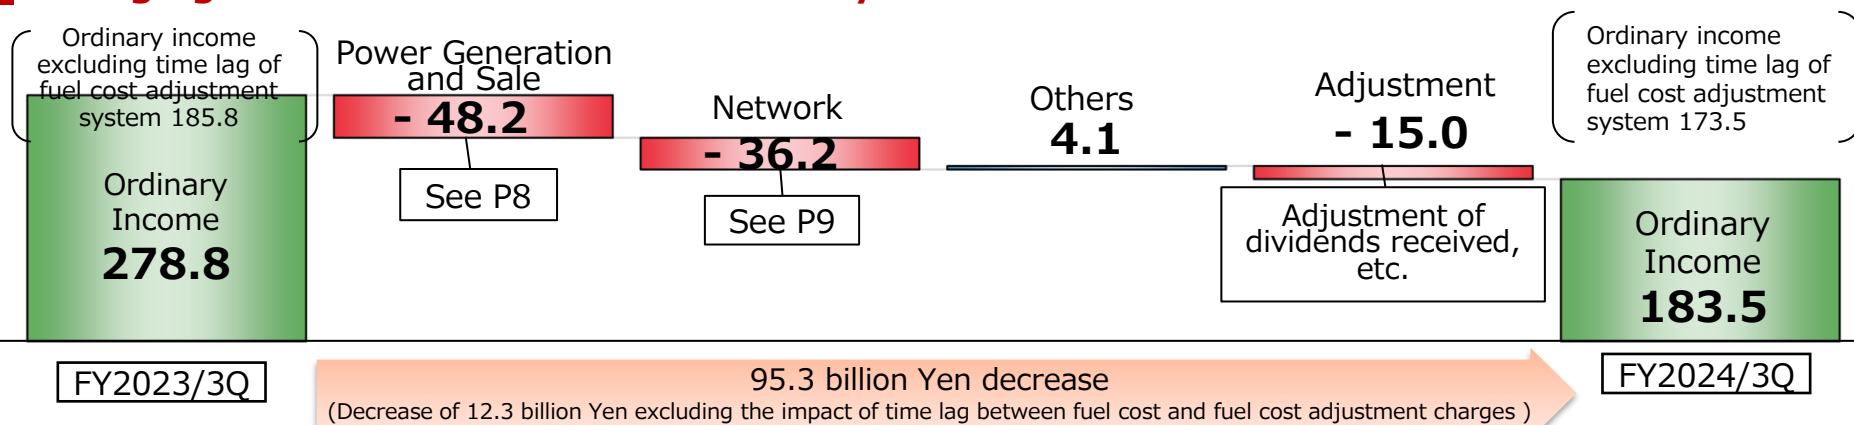 Ordinary income
excluding time lag of
fuel cost adjustment
system 185.8
Ordinary
Income
278.8
FY2023/3Q
Power Generation
and Sale
- 48.2
See P8
Network
- 36.2
See P9
Others
4.1
Adjustment
- 15.0
Adjustment of
dividends received,
etc.
Ordinary income
excluding time lag of
fuel cost adjustment
system 173.5
Ordinary
Income
183.5
FY2024/3Q
95.3 billion Yen decrease
(Decrease of 12.3 billion Yen excluding the impact of time lag between fuel cost and fuel cost adjustment charges )